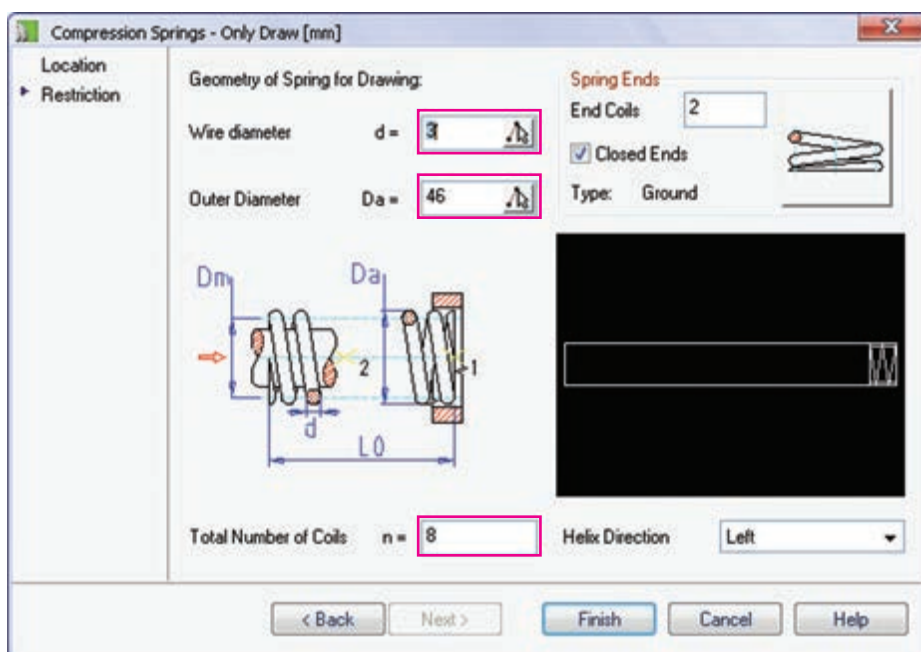 Compression Springs - Only Draw [mm]
Location
Restriction
Geometry of Spring for Drawing:
Wire diameter d = 3
Outer Diameter Da = 46
Spring Ends
End Coils 2
Closed Ends
Type: Ground
Dm
Da
2
1
d
L0
Total Number of Coils n = 8
Helix Direction Left
< Back Next > Finish Cancel Help